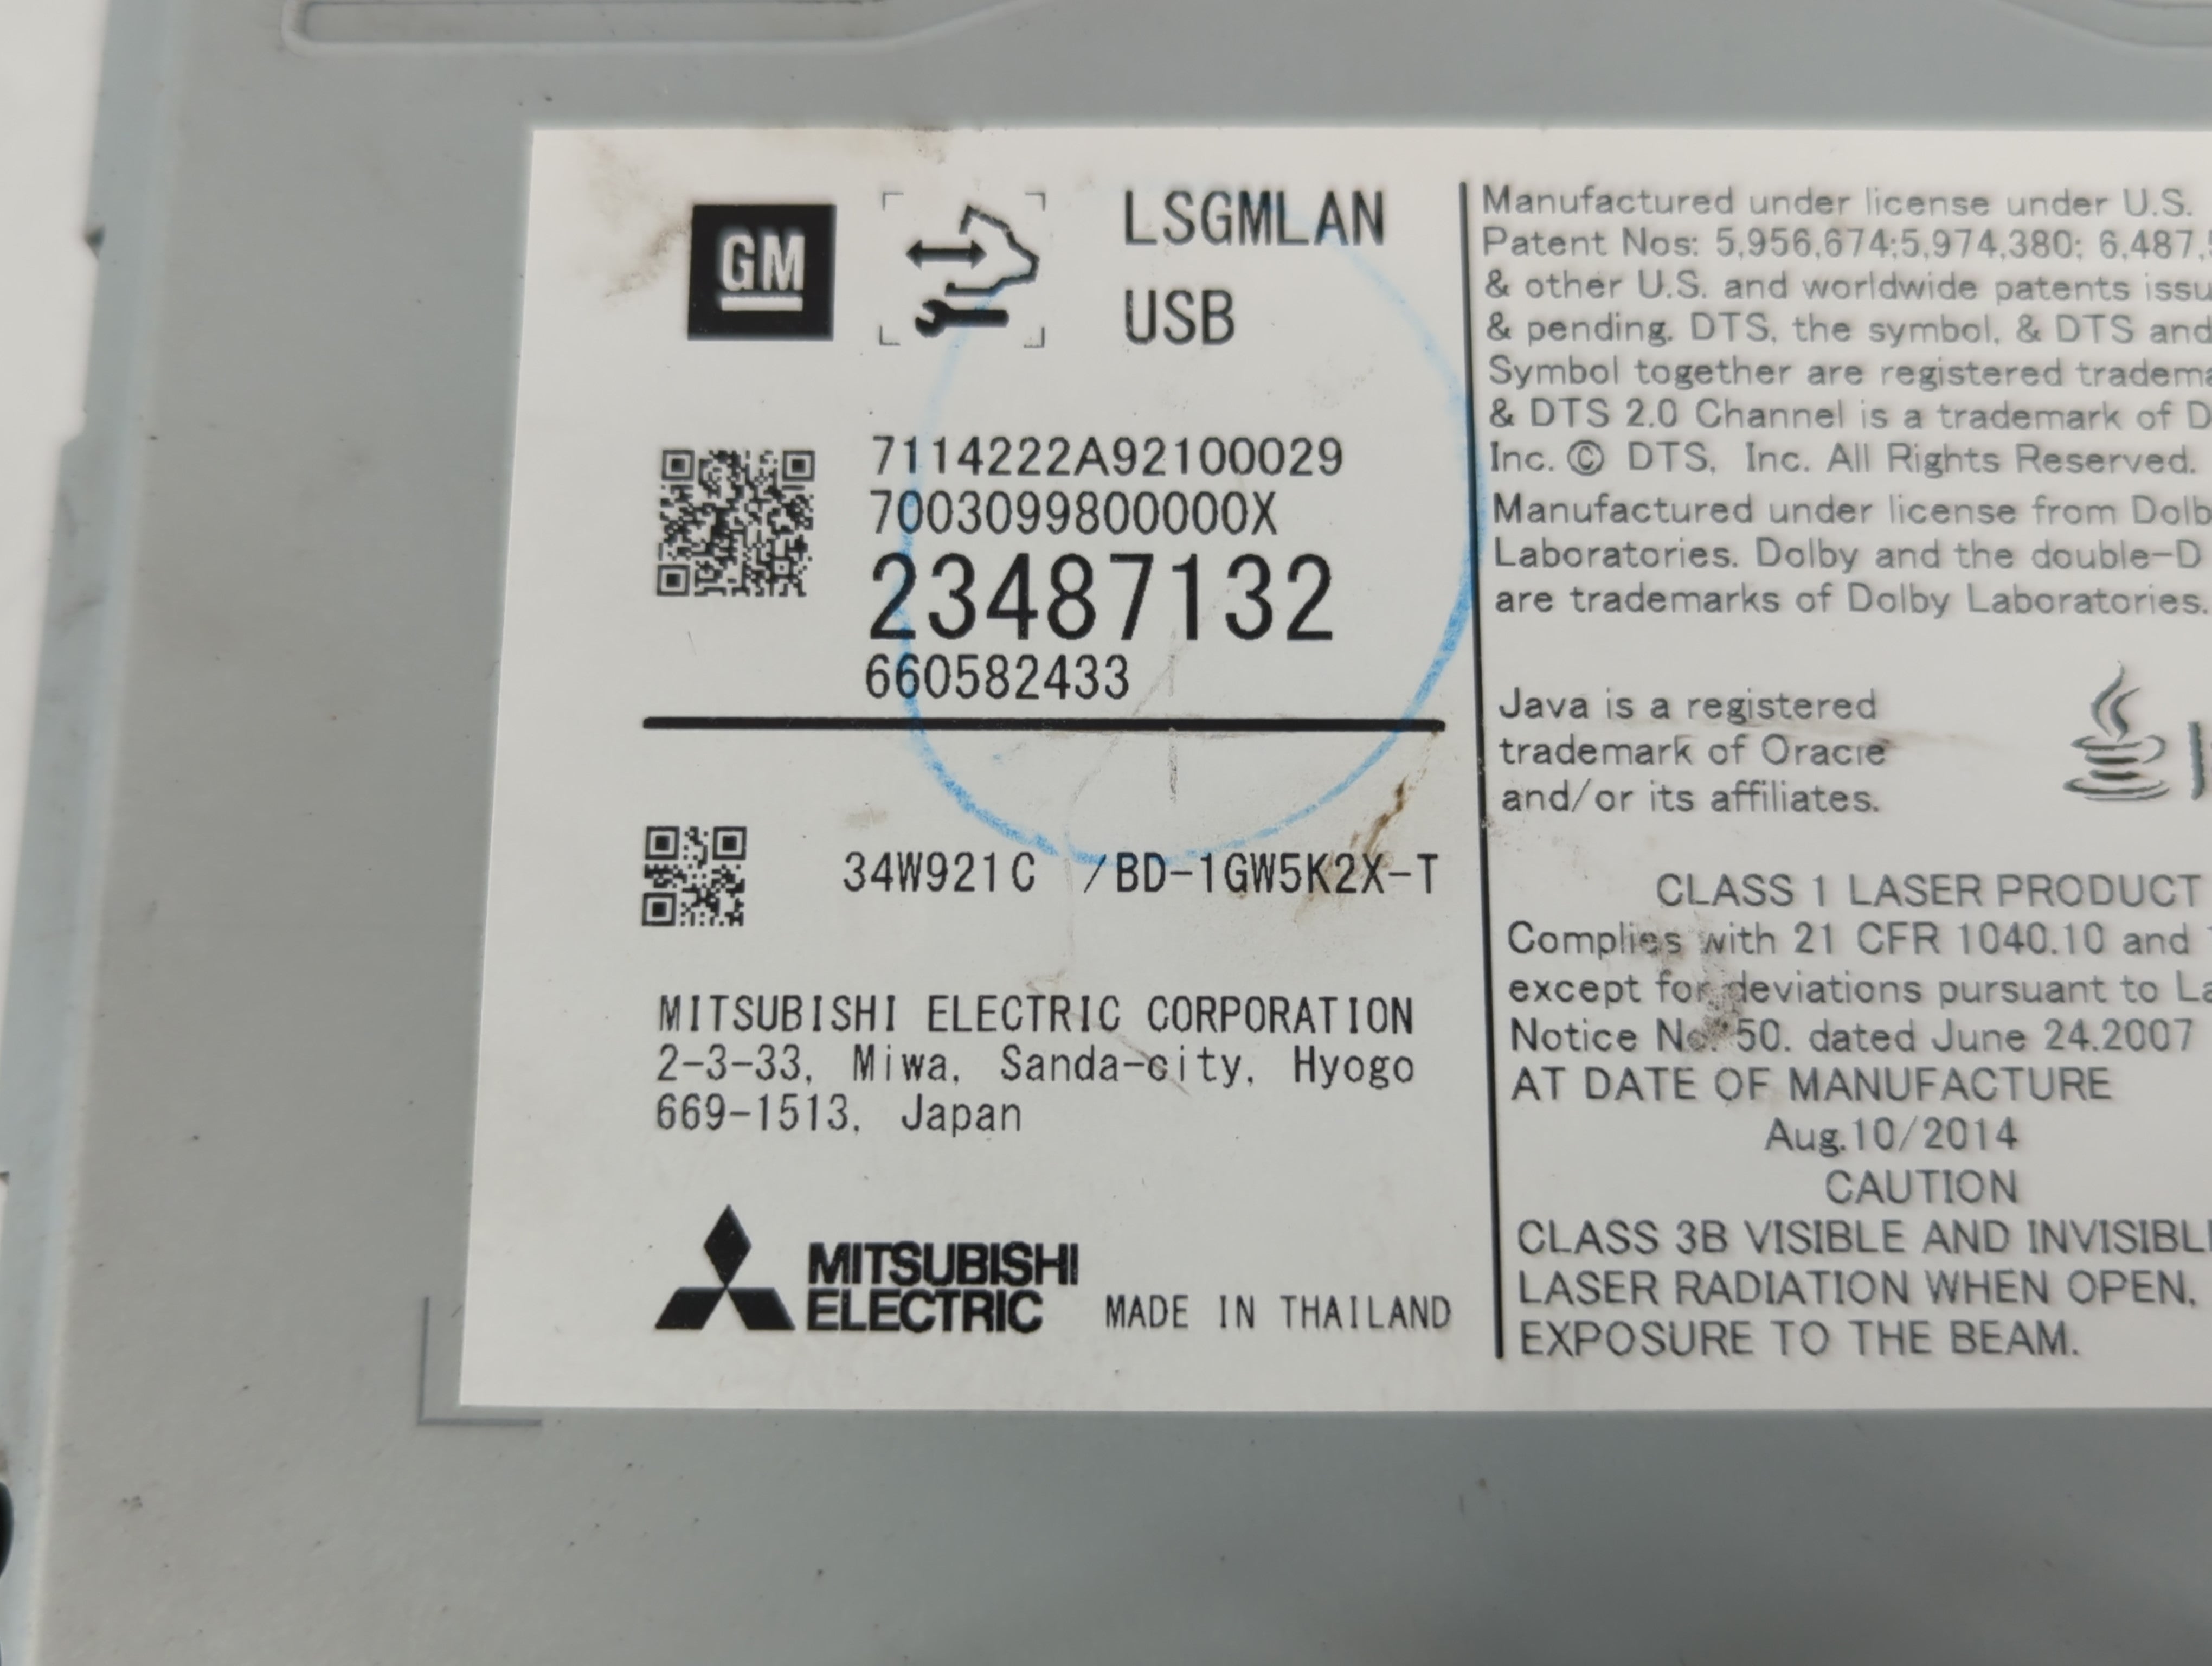 GM
LSGMLAN
USB
7114222A92100029
7003099800000X
23487132
660582433
34W921C /BD-1GW5K2X-T
MITSUBISHI ELECTRIC CORPORATION
2-3-33, Miwa, Sanda-city, Hyogo
669-1513, Japan
MITSUBISHI
ELECTRIC
MADE IN THAILAND
Manufactured under license under U.S.
Patent Nos: 5,956,674;5,974,380; 6,487,
& other U.S. and worldwide patents issu
& pending. DTS, the symbol, & DTS and
Symbol together are registered tradema
& DTS 2.0 Channel is a trademark of D
Inc. © DTS, Inc. All Rights Reserved.
Manufactured under license from Dolb
Laboratories. Dolby and the double-D
are trademarks of Dolby Laboratories.
Java is a registered
trademark of Oracle
and/or its affiliates.
CLASS 1 LASER PRODUCT
Complies with 21 CFR 1040.10 and
except for deviations pursuant to La
Notice No. 50. dated June 24.2007
AT DATE OF MANUFACTURE
Aug.10/2014
CAUTION
CLASS 3B VISIBLE AND INVISIBL
LASER RADIATION WHEN OPEN,
EXPOSURE TO THE BEAM.